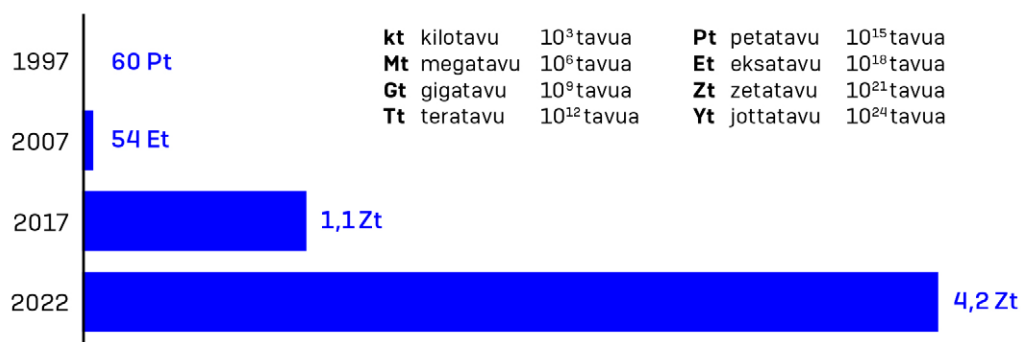 kt kilotavu 10³ tavua
Mt megatavu 10⁶ tavua
Gt gigatavu 10⁹ tavua
Tt teratavu 10¹² tavua
Pt petatavu 10¹⁵ tavua
Et eksatavu 10¹⁸ tavua
Zt zetatavu 10²¹ tavua
Yt jottatavu 10²⁴ tavua
1997 60 Pt
2007 54 Et
2017 1,1 Zt
2022 4,2 Zt